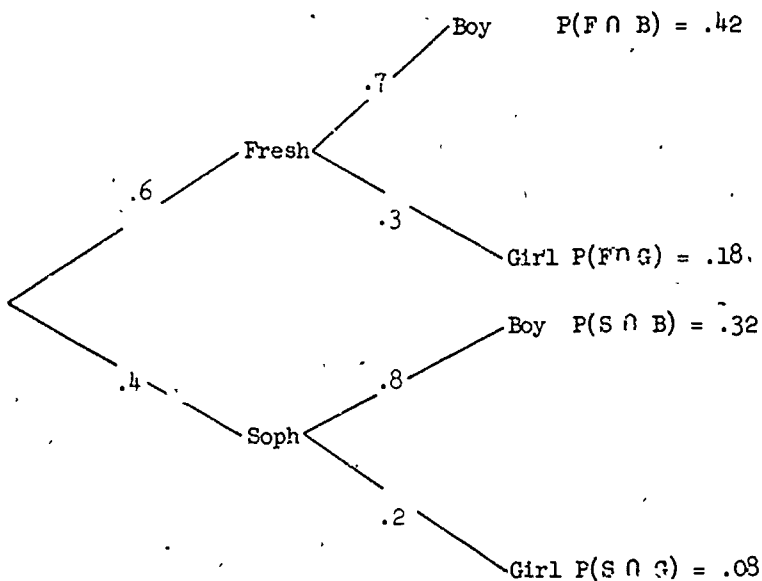 Boy P(F ∩ B) = .42
.7
Fresh
.6
.3
Girl P(F ∩ G) = .18.
Boy P(S ∩ B) = .32
.4
.8
Soph
.2
Girl P(S ∩ G) = .08